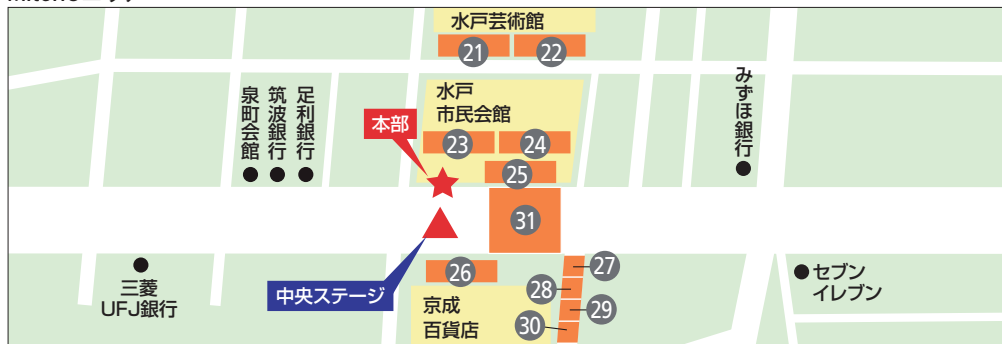 水戸芸術館
21
22
水戸
市民会館
本部
23
24
25
泉町会館
筑波銀行
足利銀行
みずほ銀行
31
26
27
28
29
30
中央ステージ
京成
百貨店
三菱
UFJ銀行
セブン
イレブン